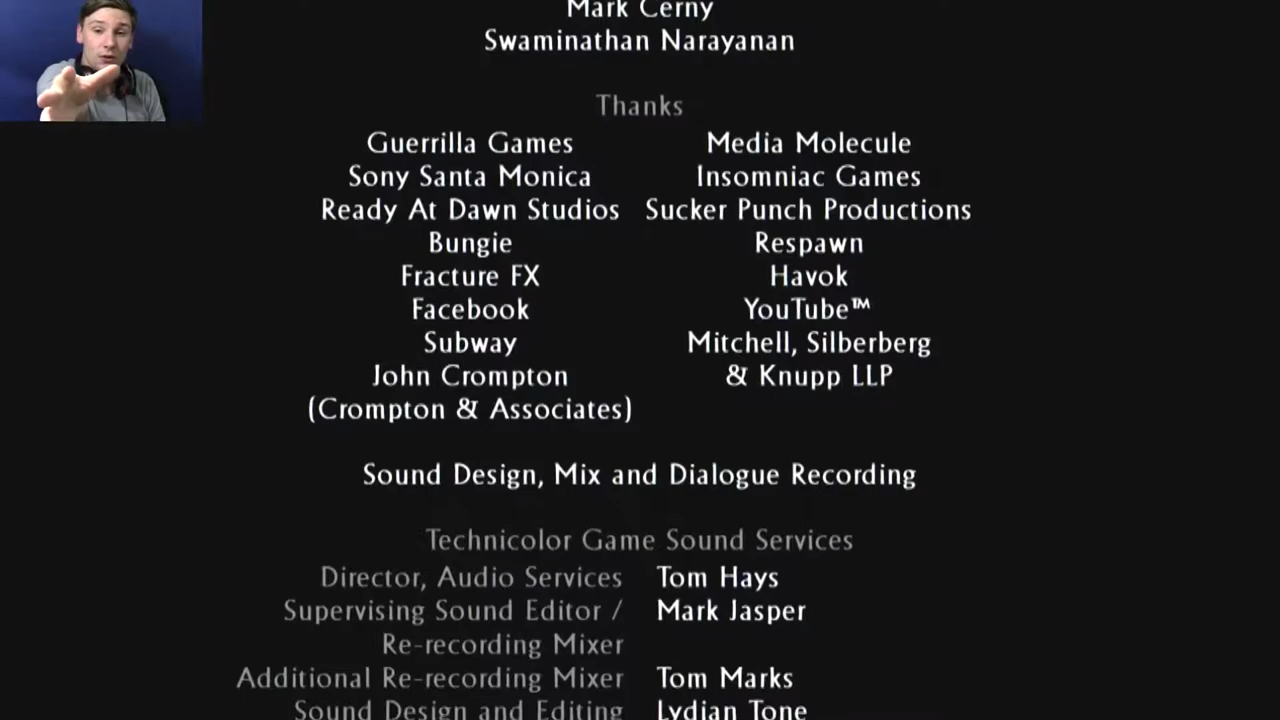 Mark Cerny
Swaminathan Narayanan
Thanks
Guerrilla Games
Sony Santa Monica
Ready At Dawn Studios
Bungie
Fracture FX
Facebook
Subway
John Crompton
(Crompton & Associates)
Media Molecule
Insomniac Games
Sucker Punch Productions
Respawn
Havok
YouTube™
Mitchell, Silberberg
& Knupp LLP
Sound Design, Mix and Dialogue Recording
Technicolor Game Sound Services
Director, Audio Services Tom Hays
Supervising Sound Editor / Mark Jasper
Re-recording Mixer
Additional Re-recording Mixer Tom Marks
Sound Design and Editing Lydian Tone